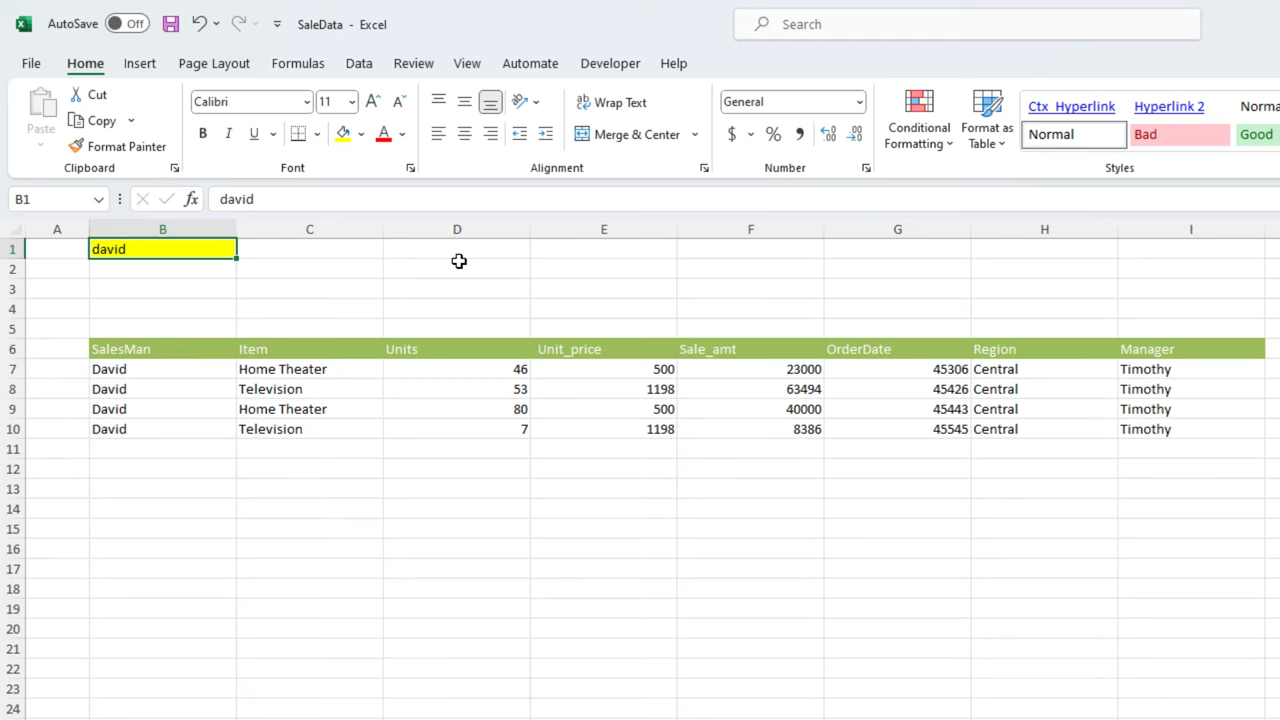 AutoSave Off SaleData - Excel Search
File Home Insert Page Layout Formulas Data Review View Automate Developer Help
Paste
Cut
Copy
Format Painter
Clipboard
Calibri 11 A A
B I U A
Font
Wrap Text
Merge & Center
Alignment
General
$ % ,
Number
Conditional Formatting
Format as Table
Ctx_Hyperlink Hyperlink 2 Norma
Normal Bad Good
Styles
B1 fx david
A B C D E F G H I
1 david
2
3
4
5
6 SalesMan Item Units Unit_price Sale_amt OrderDate Region Manager
7 David Home Theater 46 500 23000 45306 Central Timothy
8 David Television 53 1198 63494 45426 Central Timothy
9 David Home Theater 80 500 40000 45443 Central Timothy
10 David Television 7 1198 8386 45545 Central Timothy
11
12
13
14
15
16
17
18
19
20
21
22
23
24